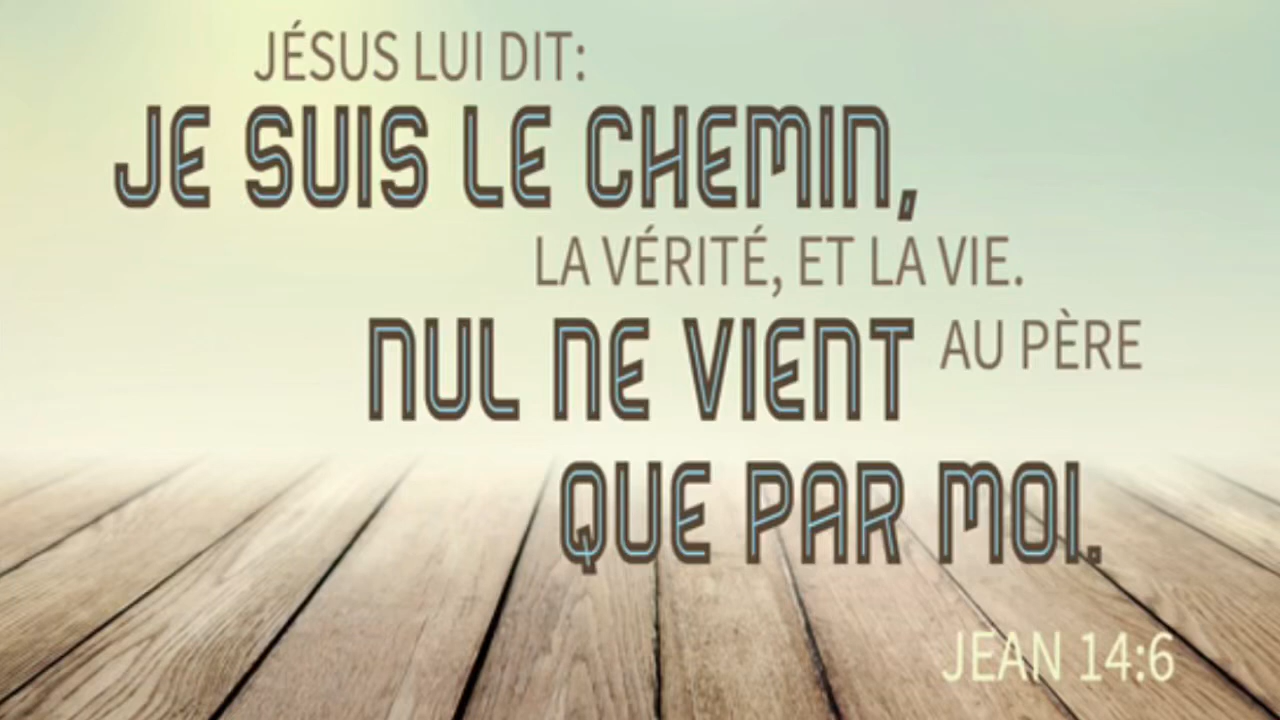 JÉSUS LUI DIT:
JE SUIS LE CHEMIN,
LA VÉRITÉ, ET LA VIE.
NUL NE VIENT AU PÈRE
QUE PAR MOI.
JEAN 14:6